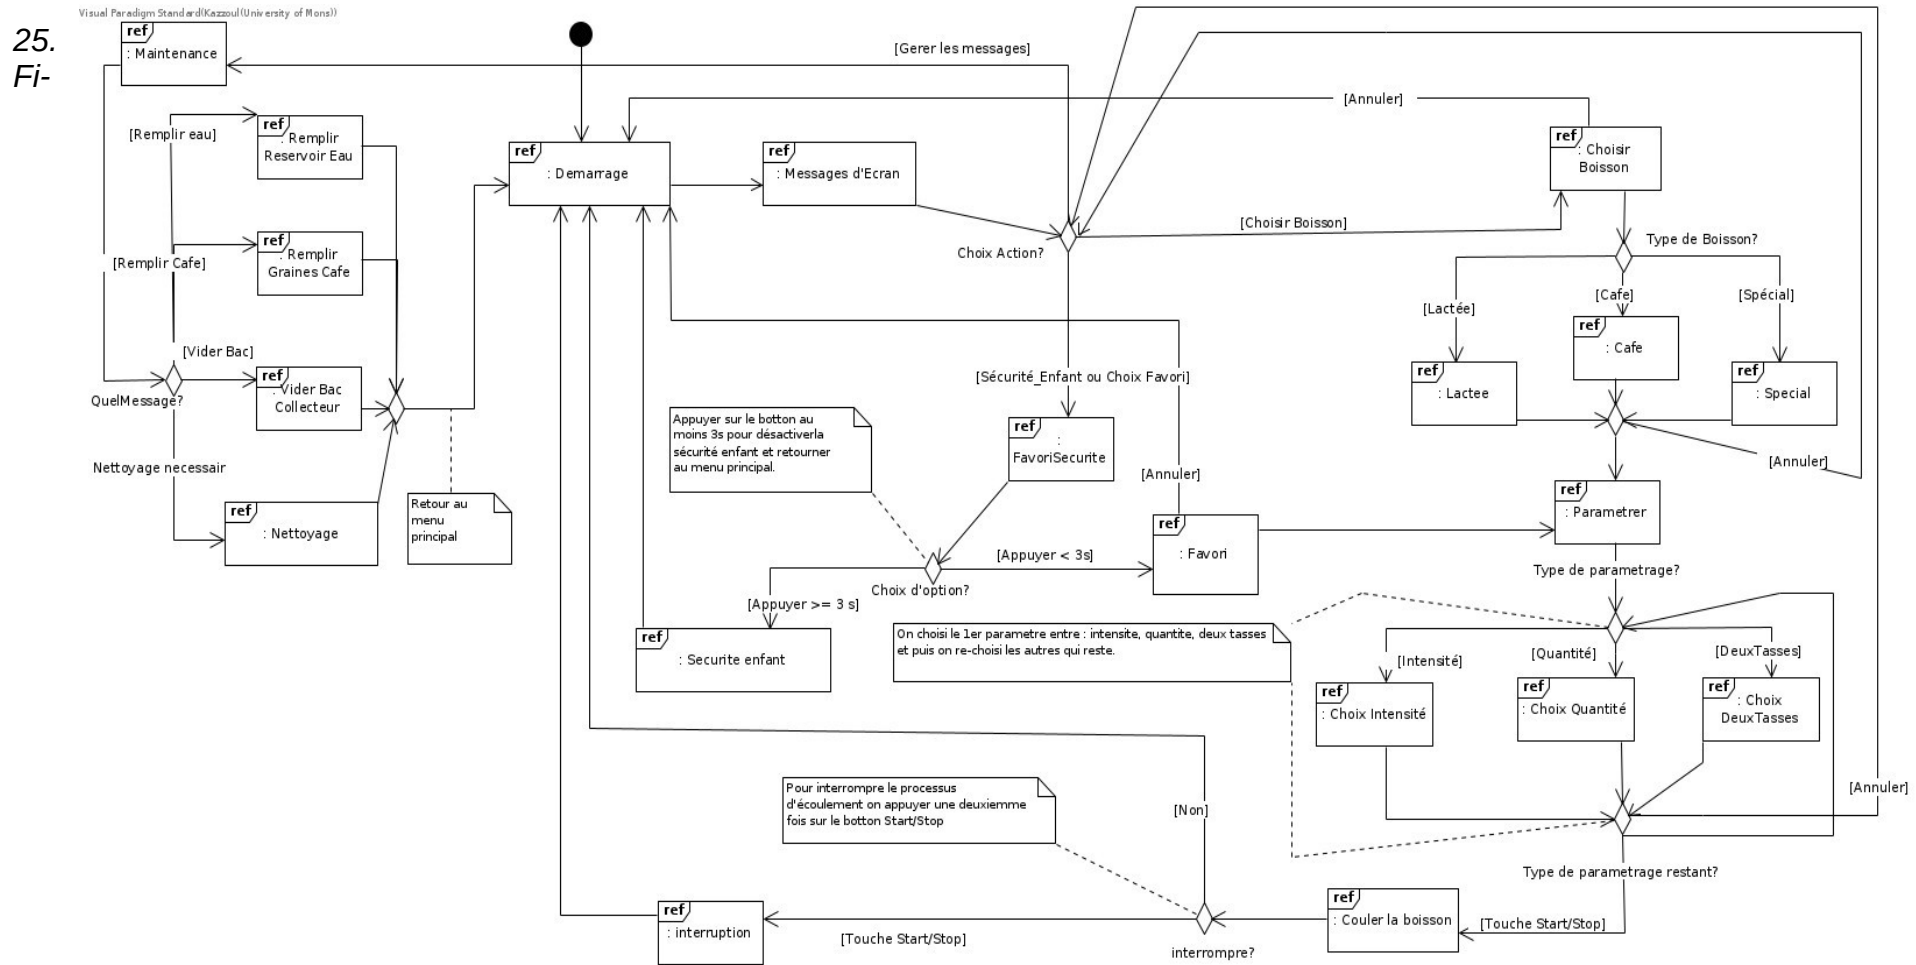 Visual Paradigm Standard(Kazzoul(University of Mons))
25.
Fi-
ref
: Maintenance
[Gerer les messages]
[Annuler]
[Remplir eau]
ref
: Remplir
Reservoir Eau
ref
: Demarrage
ref
: Messages d'Ecran
ref
: Choisir
Boisson
[Choisir Boisson]
Choix Action?
Type de Boisson?
ref
: Remplir
Graines Cafe
[Remplir Cafe]
[Lactée]
[Cafe]
[Spécial]
ref
: Cafe
[Vider Bac]
QuelMessage?
ref
: Vider Bac
Collecteur
[Sécurité_Enfant ou Choix Favori]
ref
: Lactee
ref
: Special
Appuyer sur le botton au
moins 3s pour désactiverla
sécurité enfant et retourner
au menu principal.
ref
:
FavoriSecurite
[Annuler]
[Annuler]
Nettoyage necessair
ref
: Nettoyage
Retour au
menu
principal
ref
: Parametrer
ref
: Favori
[Appuyer < 3s]
Choix d'option?
[Appuyer >= 3 s]
Type de parametrage?
ref
: Securite enfant
On choisi le 1er parametre entre : intensite, quantite, deux tasses
et puis on re-choisi les autres qui reste.
[Intensité]
[Quantité]
[DeuxTasses]
ref
: Choix Intensité
ref
: Choix Quantité
ref
: Choix
DeuxTasses
Pour interrompre le processus
d'écoulement on appuyer une deuxiemme
fois sur le botton Start/Stop
[Non]
[Annuler]
Type de parametrage restant?
ref
: interruption
[Touche Start/Stop]
interrompre?
ref
: Couler la boisson
[Touche Start/Stop]